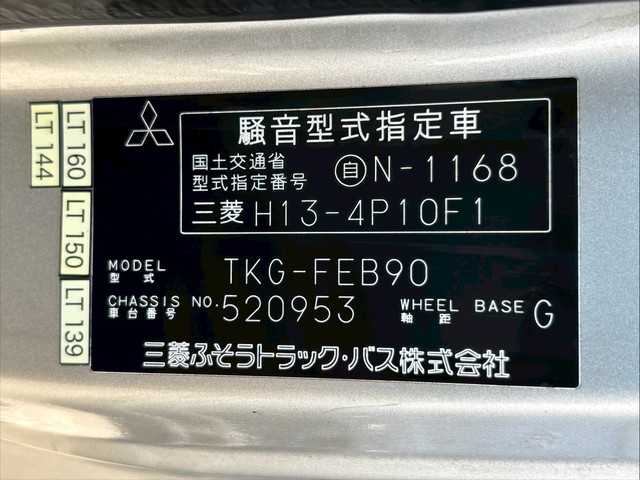 騒音型式指定車
国土交通省
型式指定番号 自N-1168
三菱 H13-4P10F1
MODEL
型式 TKG-FEB90
CHASSIS NO.
車台番号 520953 WHEEL BASE
軸距 G
三菱ふそうトラック・バス株式会社
LT 144
LT 160
LT 150
LT 139